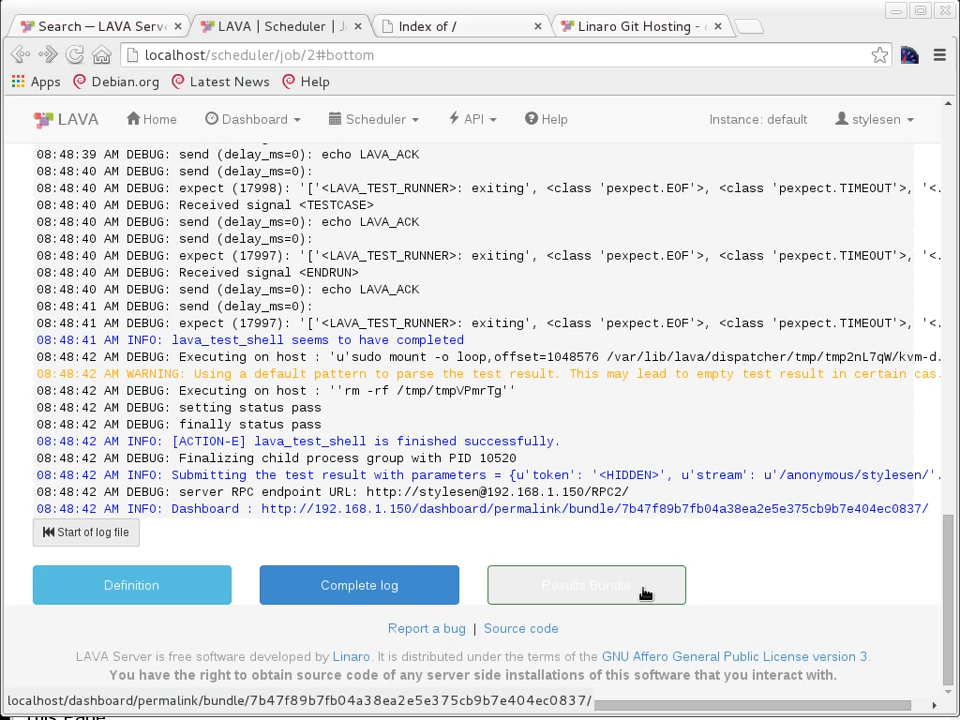 Search — LAVA Serv
LAVA | Scheduler | J
Index of /
Linaro Git Hosting -
localhost/scheduler/job/2#bottom
Apps Debian.org Latest News Help
LAVA Home Dashboard Scheduler API Help Instance: default stylesen
08:48:39 AM DEBUG: send (delay_ms=0): echo LAVA_ACK
08:48:40 AM DEBUG: send (delay_ms=0):
08:48:40 AM DEBUG: expect (17998): '['<LAVA_TEST_RUNNER>: exiting', <class 'pexpect.EOF'>, <class 'pexpect.TIMEOUT'>, '<.
08:48:40 AM DEBUG: Received signal <TESTCASE>
08:48:40 AM DEBUG: send (delay_ms=0): echo LAVA_ACK
08:48:40 AM DEBUG: send (delay_ms=0):
08:48:40 AM DEBUG: expect (17997): '['<LAVA_TEST_RUNNER>: exiting', <class 'pexpect.EOF'>, <class 'pexpect.TIMEOUT'>, '<.
08:48:40 AM DEBUG: Received signal <ENDRUN>
08:48:40 AM DEBUG: send (delay_ms=0): echo LAVA_ACK
08:48:41 AM DEBUG: send (delay_ms=0):
08:48:41 AM DEBUG: expect (17997): '['<LAVA_TEST_RUNNER>: exiting', <class 'pexpect.EOF'>, <class 'pexpect.TIMEOUT'>, '<.
08:48:41 AM INFO: lava_test_shell seems to have completed
08:48:42 AM DEBUG: Executing on host : 'u'sudo mount -o loop,offset=1048576 /var/lib/lava/dispatcher/tmp/tmp2nL7qW/kvm-d.
08:48:42 AM WARNING: Using a default pattern to parse the test result. This may lead to empty test result in certain cas.
08:48:42 AM DEBUG: Executing on host : ''rm -rf /tmp/tmpVPmrTg''
08:48:42 AM DEBUG: setting status pass
08:48:42 AM DEBUG: finally status pass
08:48:42 AM INFO: [ACTION-E] lava_test_shell is finished successfully.
08:48:42 AM DEBUG: Finalizing child process group with PID 10520
08:48:42 AM INFO: Submitting the test result with parameters = {u'token': '<HIDDEN>', u'stream': u'/anonymous/stylesen/'.
08:48:42 AM DEBUG: server RPC endpoint URL: http://stylesen@192.168.1.150/RPC2/
08:48:42 AM INFO: Dashboard : http://192.168.1.150/dashboard/permalink/bundle/7b47f89b7fb04a38ea2e5e375cb9b7e404ec0837/
Start of log file
Definition Complete log Results Bundle
Report a bug | Source code
LAVA Server is free software developed by Linaro. It is distributed under the terms of the GNU Affero General Public License version 3.
You have the right to obtain source code of any server side installations of this software that you interact with.
localhost/dashboard/permalink/bundle/7b47f89b7fb04a38ea2e5e375cb9b7e404ec0837/